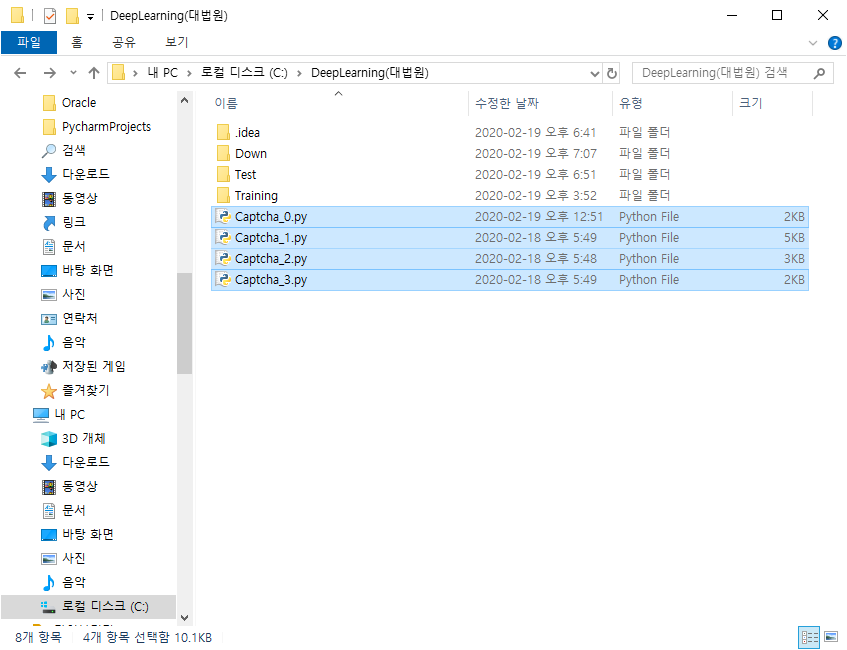 DeepLearning(대법원)
파일 홈 공유 보기
내 PC 로컬 디스크 (C:) DeepLearning(대법원) DeepLearning(대법원) 검색
Oracle
PycharmProjects
검색
다운로드
동영상
링크
문서
바탕 화면
사진
연락처
음악
저장된 게임
즐겨찾기
내 PC
3D 개체
다운로드
동영상
문서
바탕 화면
사진
음악
로컬 디스크 (C:)
이름 수정한 날짜 유형 크기
.idea 2020-02-19 오후 6:41 파일 폴더
Down 2020-02-19 오후 7:07 파일 폴더
Test 2020-02-19 오후 6:51 파일 폴더
Training 2020-02-19 오후 3:52 파일 폴더
Captcha_0.py 2020-02-19 오후 12:51 Python File 2KB
Captcha_1.py 2020-02-18 오후 5:49 Python File 5KB
Captcha_2.py 2020-02-18 오후 5:48 Python File 3KB
Captcha_3.py 2020-02-18 오후 5:49 Python File 2KB
8개 항목 4개 항목 선택함 10.1KB